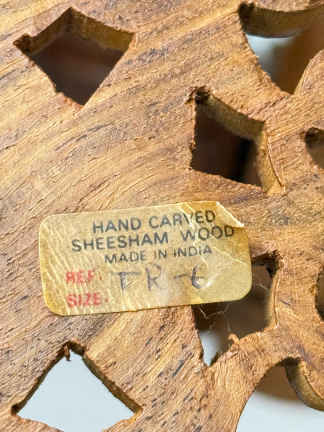 HAND CARVED
SHEESHAM WOOD
MADE IN INDIA
REF: TR-6
SIZE: